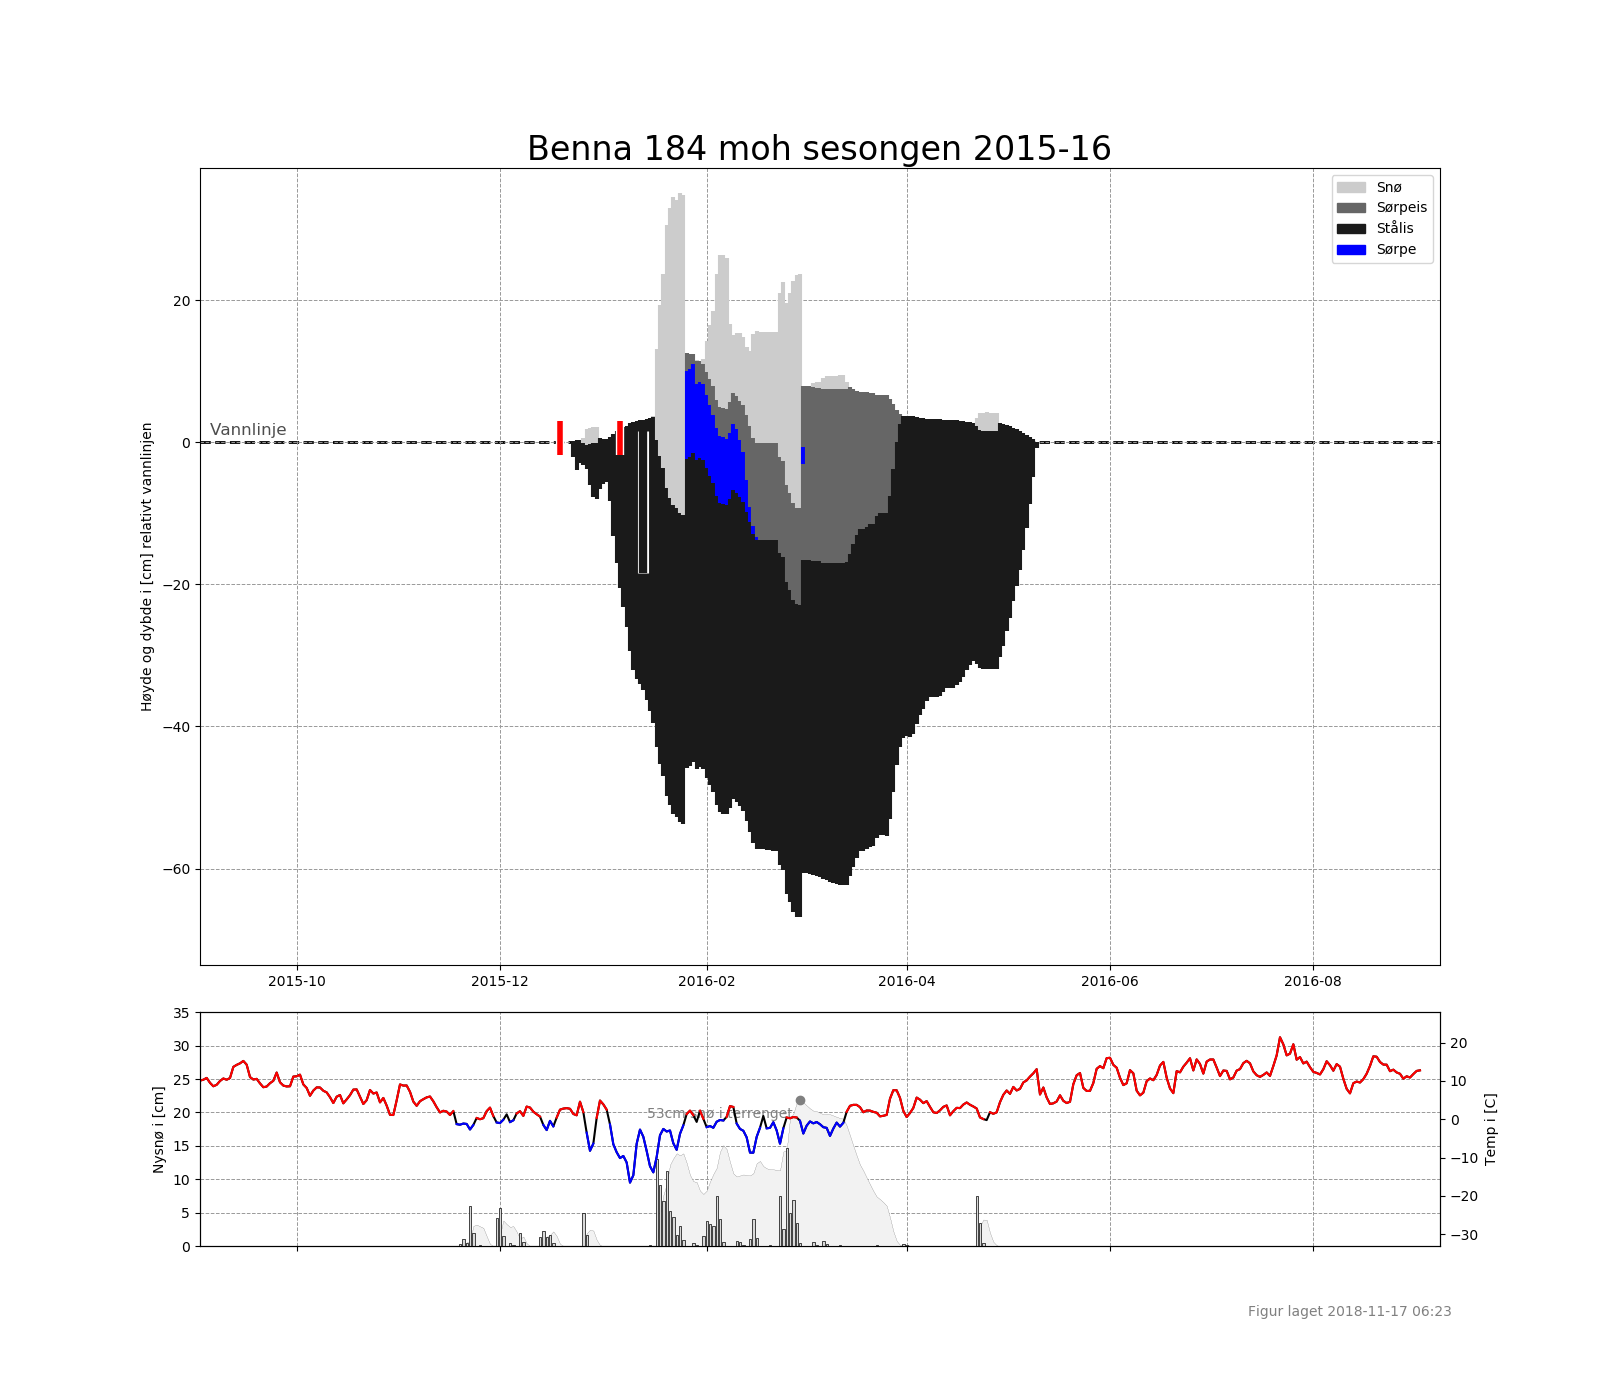 Benna 184 moh sesongen 2015-16
Snø
Sørpeis
Stålis
Sørpe
Vannlinje
Høyde og dybde i [cm] relativt vannlinjen
20
0
−20
−40
−60
2015-10
2015-12
2016-02
2016-04
2016-06
2016-08
Nysnø i [cm]
35
30
25
20
15
10
5
0
53cm snø i terrenget
20
10
0
−10
−20
−30
Temp i [C]
Figur laget 2018-11-17 06:23